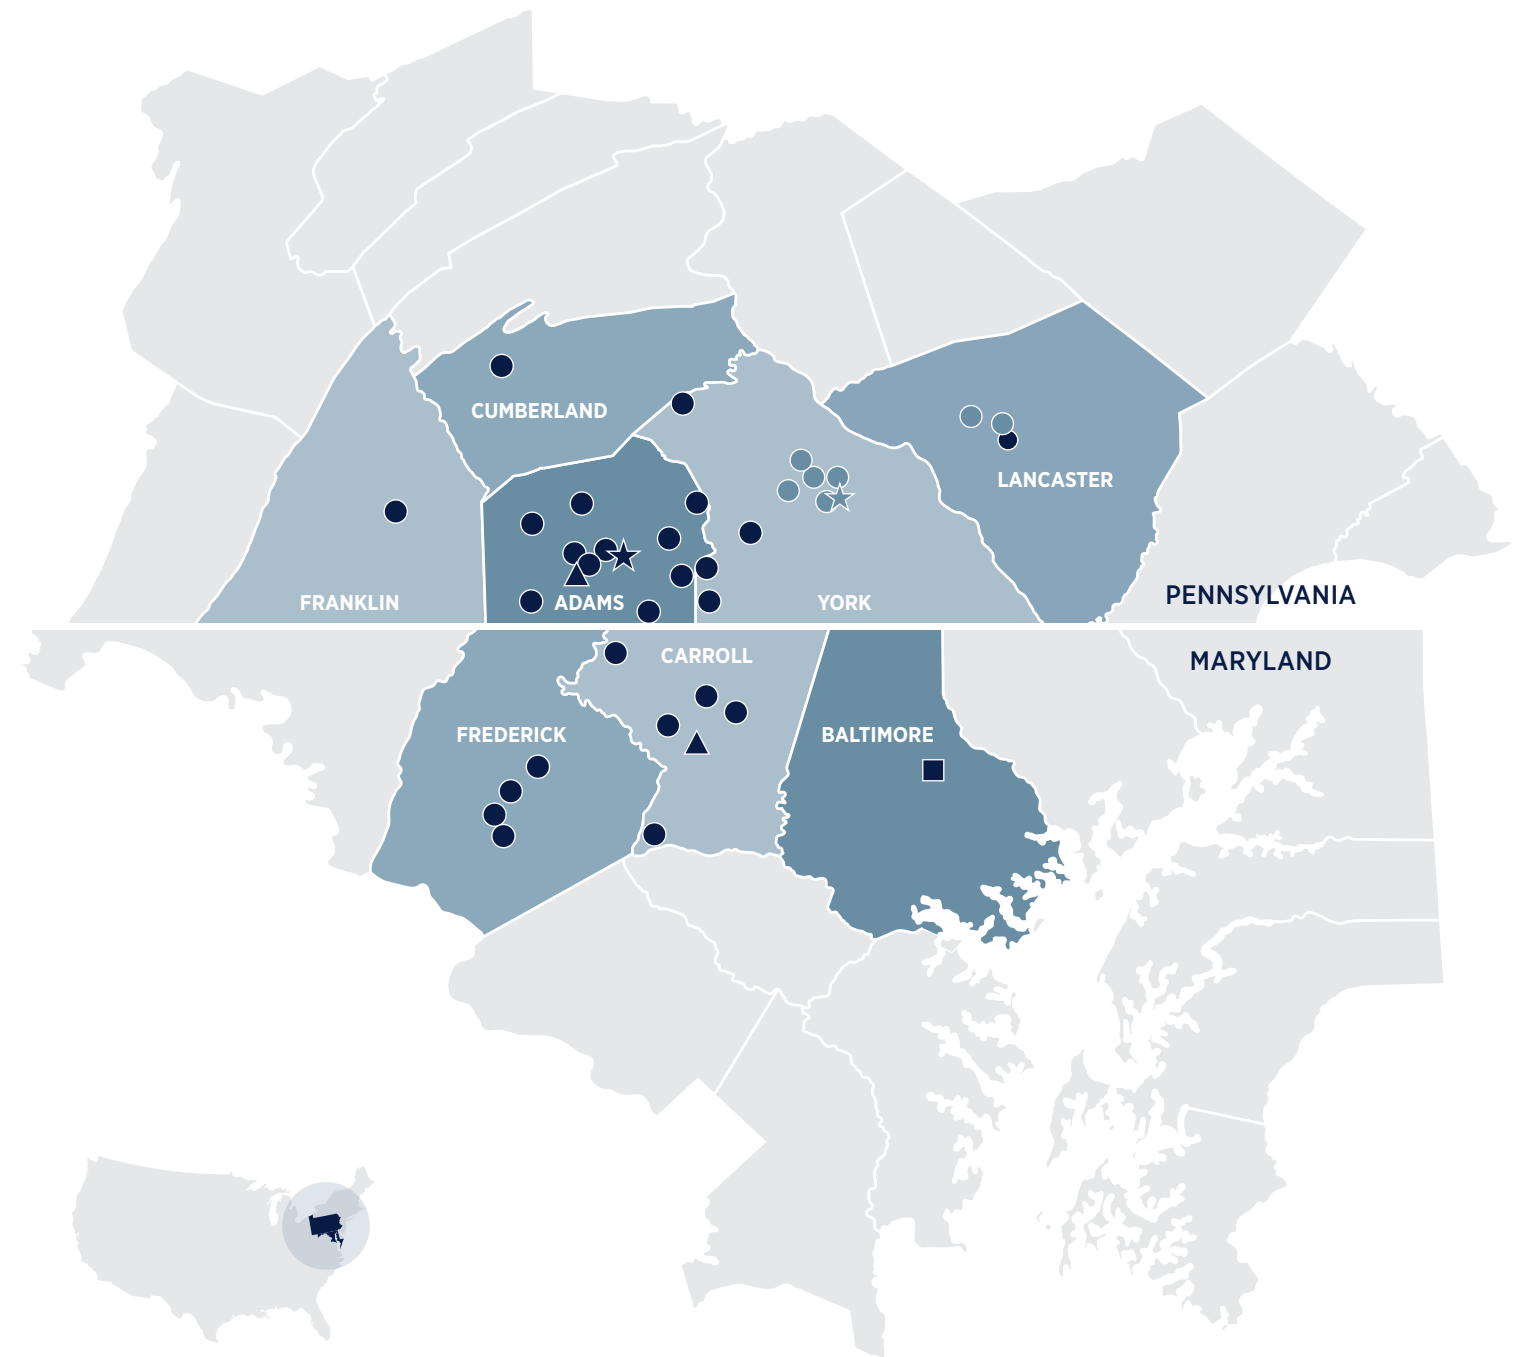 CUMBERLAND
LANCASTER
FRANKLIN
ADAMS
YORK
PENNSYLVANIA
CARROLL
MARYLAND
FREDERICK
BALTIMORE